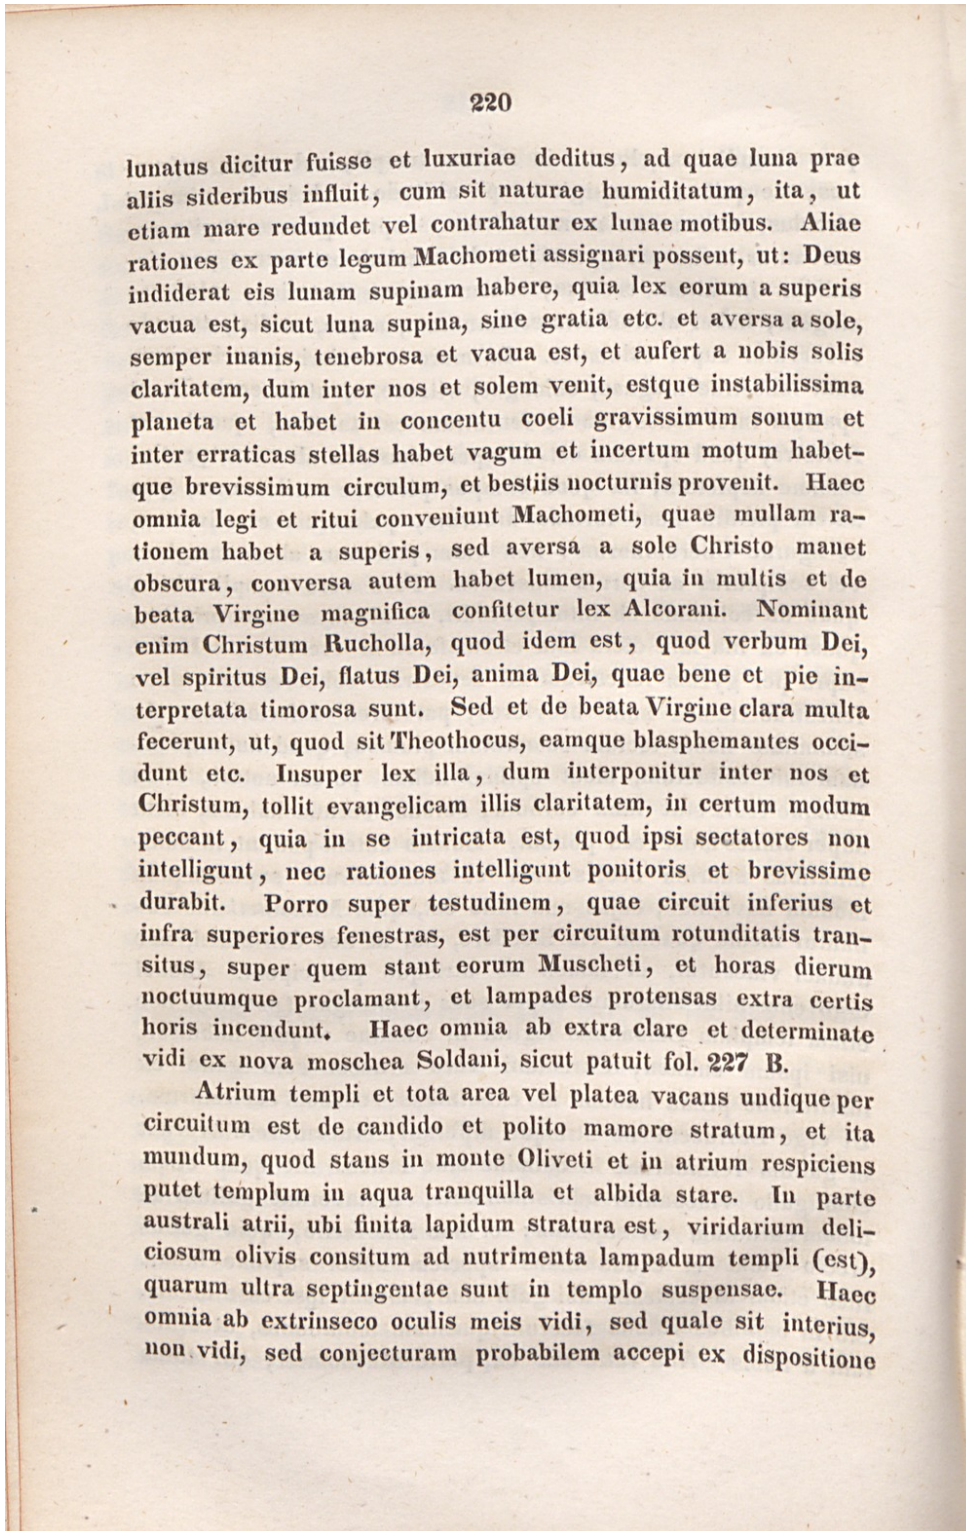 220
lunatus dicitur fuisse et luxuriae deditus, ad quae luna prae
aliis sideribus influit, cum sit naturae humiditatum, ita, ut
etiam mare redundet vel contrahatur ex lunae motibus. Aliae
rationes ex parte legum Machometi assignari possent, ut: Deus
indiderat eis lunam supinam habere, quia lex eorum a superis
vacua est, sicut luna supina, sine gratia etc. et aversa a sole,
semper inanis, tenebrosa et vacua est, et aufert a nobis solis
claritatem, dum inter nos et solem venit, estque instabilissima
planeta et habet in concentu coeli gravissimum sonum et
inter erraticas stellas habet vagum et incertum motum habet-
que brevissimum circulum, et bestiis nocturnis provenit. Haec
omnia legi et ritui conveniunt Machometi, quae mullam ra-
tionem habet a superis, sed aversa a sole Christo manet
obscura, conversa autem habet lumen, quia in multis et de
beata Virgine magnifica confitetur lex Alcorani. Nominant
enim Christum Rucholla, quod idem est, quod verbum Dei,
vel spiritus Dei, flatus Dei, anima Dei, quae bene et pie in-
terpretata timorosa sunt. Sed et de beata Virgine clara multa
fecerunt, ut, quod sit Theothocus, eamque blasphemantes occi-
dunt etc. Insuper lex illa, dum interponitur inter nos et
Christum, tollit evangelicam illis claritatem, in certum modum
peccant, quia in se intricata est, quod ipsi sectatores non
intelligunt, nec rationes intelligunt ponitoris et brevissime
durabit. Porro super testudinem, quae circuit inferius et
infra superiores fenestras, est per circuitum rotunditatis tran-
situs, super quem stant eorum Muscheti, et horas dierum
noctuumque proclamant, et lampades protensas extra certis
horis incendunt. Haec omnia ab extra clare et determinate
vidi ex nova moschea Soldani, sicut patuit fol. 227 B.
Atrium templi et tota area vel platea vacans undique per
circuitum est de candido et polito mamore stratum, et ita
mundum, quod stans in monte Oliveti et in atrium respiciens
putet templum in aqua tranquilla et albida stare. In parte
australi atrii, ubi finita lapidum stratura est, viridarium deli-
ciosum olivis consitum ad nutrimenta lampadum templi (est),
quarum ultra septingentae sunt in templo suspensae. Haec
omnia ab extrinseco oculis meis vidi, sed quale sit interius,
non vidi, sed conjecturam probabilem accepi ex dispositione